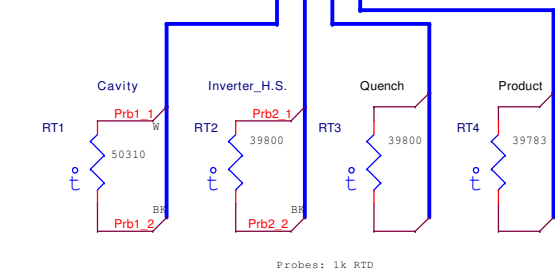 Cavity Inverter_H.S. Quench Product
Prb1_1 Prb2_1
W
RT1 RT2 RT3 RT4
50310 39800 39800 39783
t t t t
BK BK
Prb1_2 Prb2_2
Probes: 1k RTD